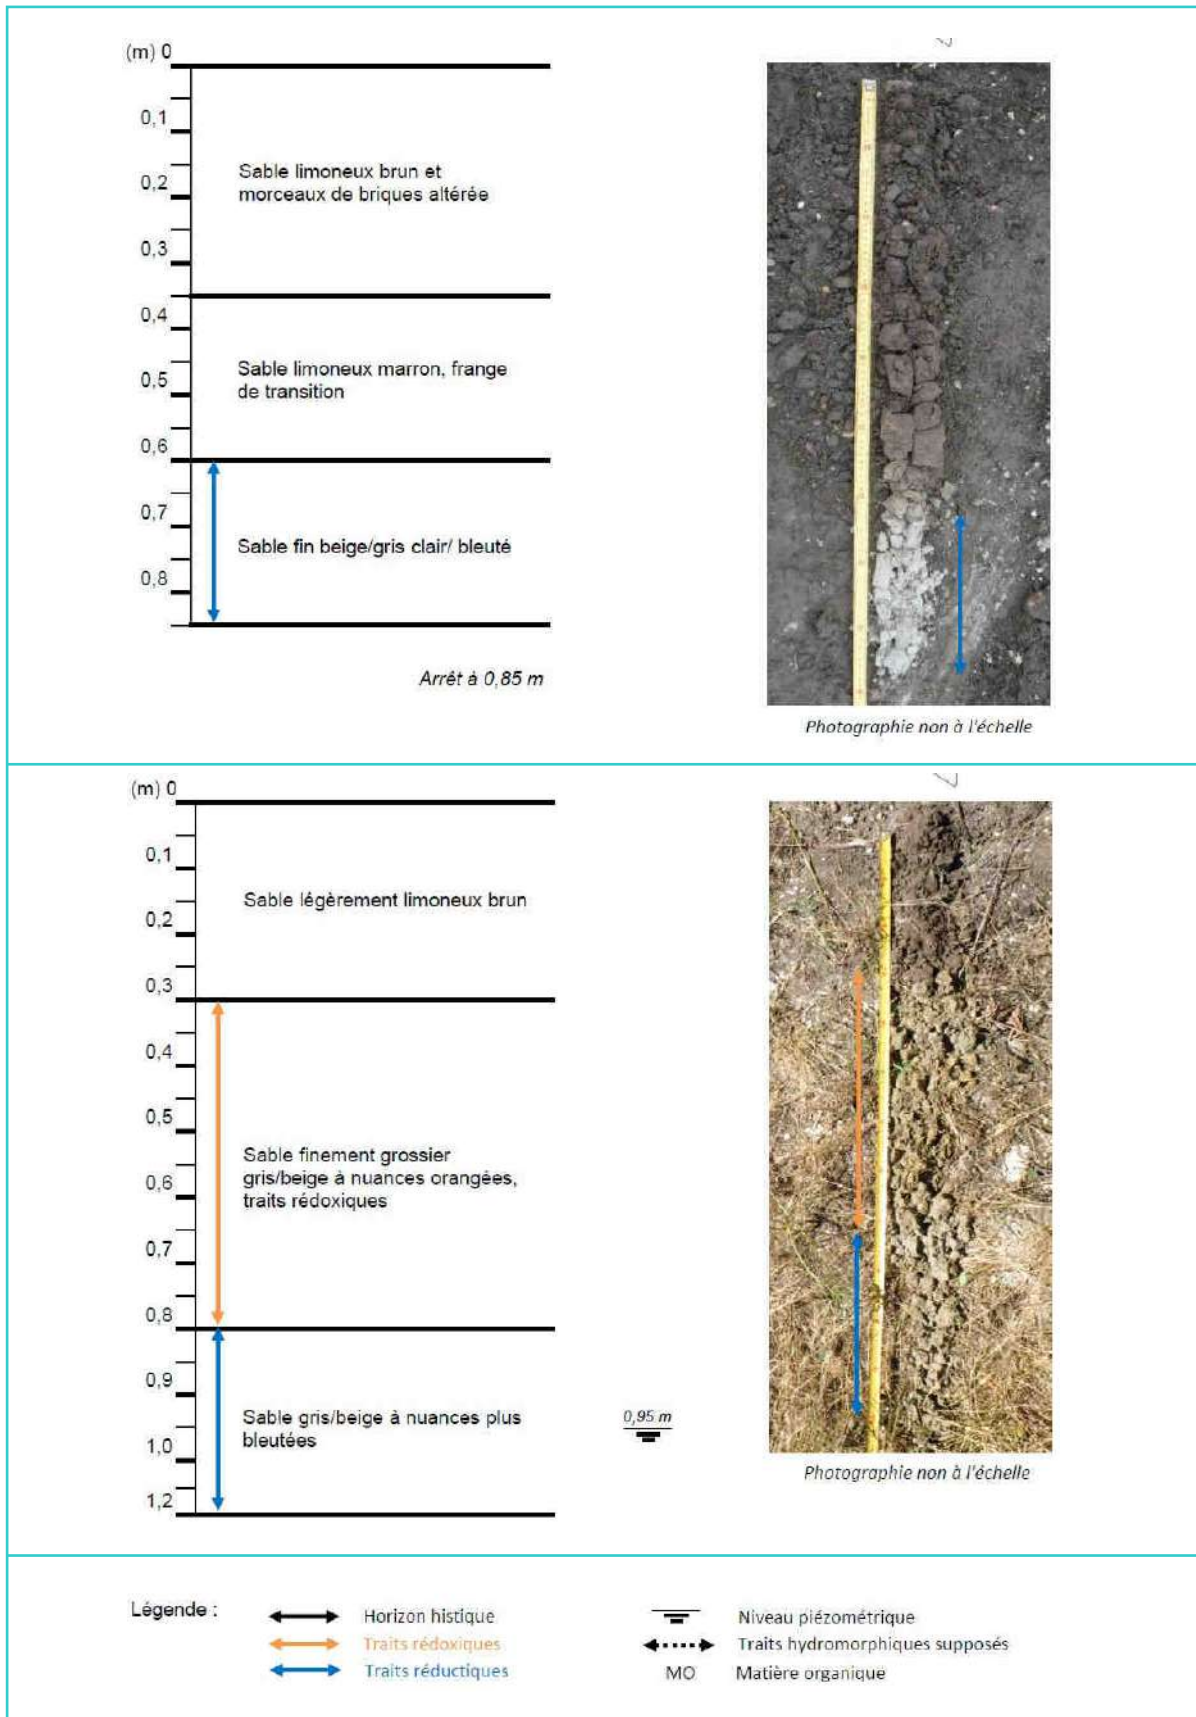 (m) 0
0,1
0,2
0,3
0,4
0,5
0,6
0,7
0,8
Sable limoneux brun et
morceaux de briques altérée
Sable limoneux marron, frange
de transition
Sable fin beige/gris clair/ bleuté
Arrêt à 0,85 m
Photographie non à l'échelle
(m) 0
0,1
0,2
0,3
0,4
0,5
0,6
0,7
0,8
0,9
1,0
1,2
Sable légèrement limoneux brun
Sable finement grossier
gris/beige à nuances orangées,
traits rédoxiques
Sable gris/beige à nuances plus
bleutées
0,95 m
Photographie non à l'échelle
Légende :
Horizon histique
Traits rédoxiques
Traits réductiques
Niveau piézométrique
Traits hydromorphiques supposés
MO Matière organique